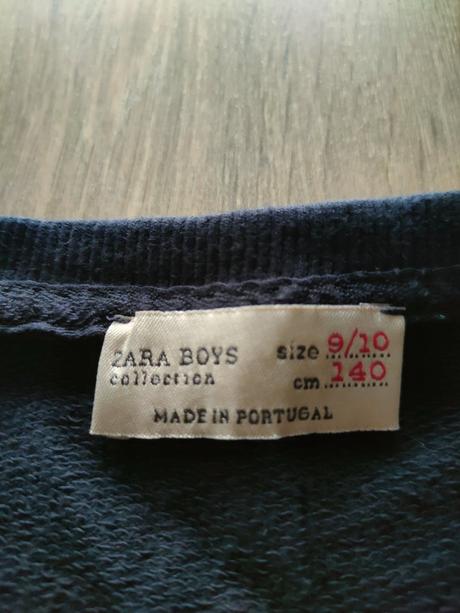 ZARA BOYS size 9/10
collection cm 140
MADE IN PORTUGAL